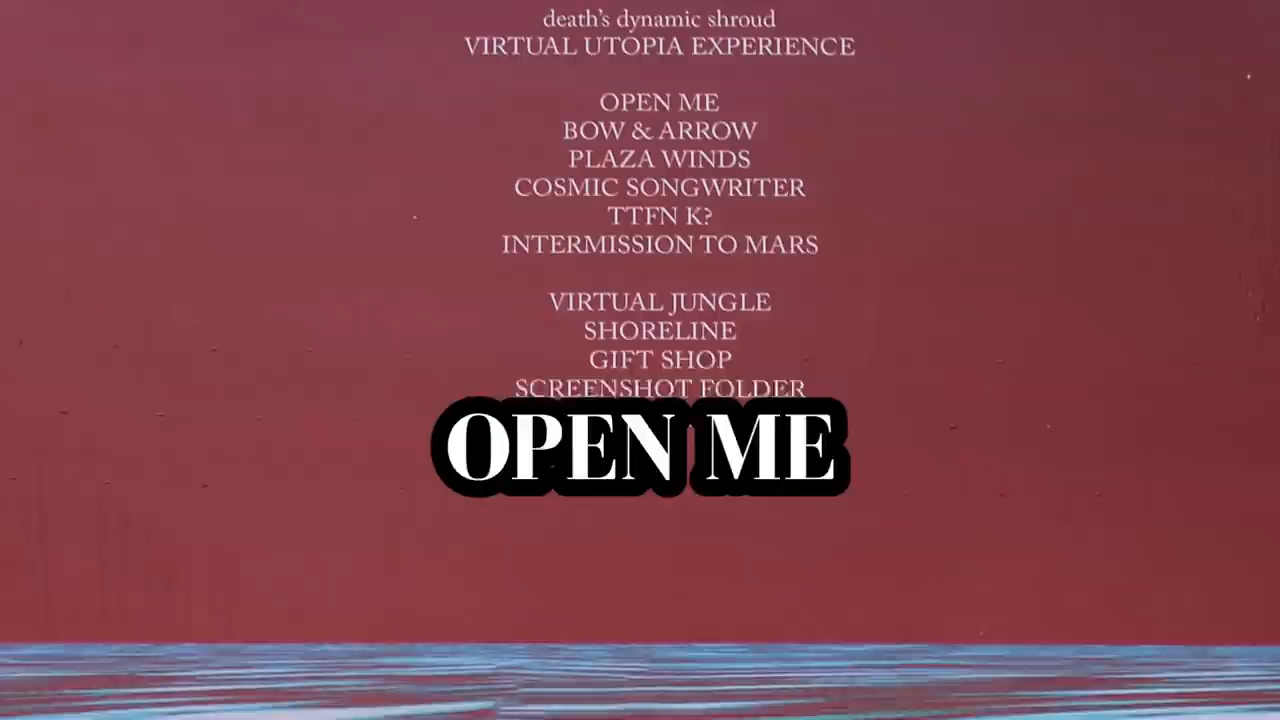 death's dynamic shroud
VIRTUAL UTOPIA EXPERIENCE
OPEN ME
BOW & ARROW
PLAZA WINDS
COSMIC SONGWRITER
TTFN K?
INTERMISSION TO MARS
VIRTUAL JUNGLE
SHORELINE
GIFT SHOP
SCREENSHOT FOLDER
OPEN ME